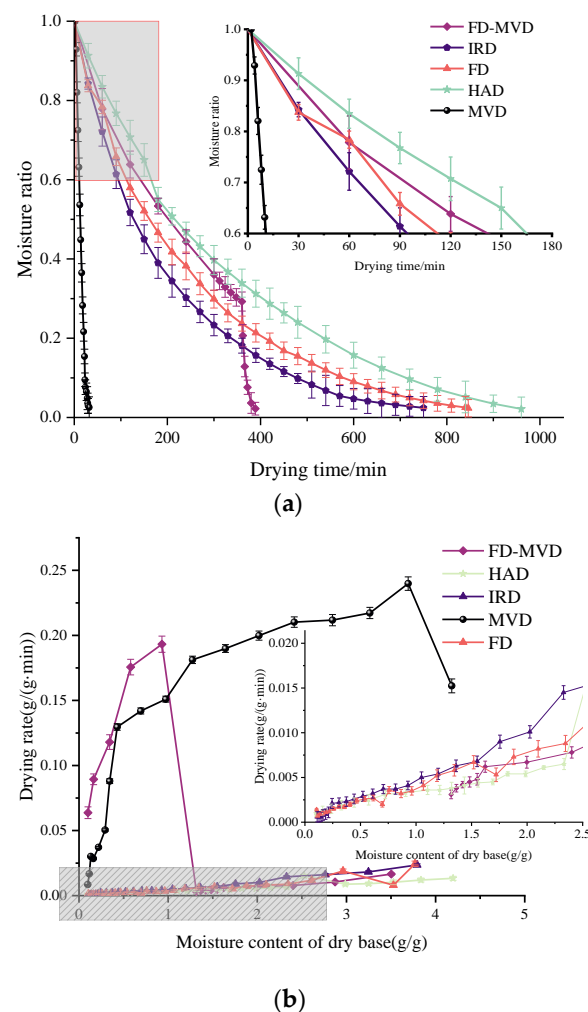 FD-MVD
IRD
FD
HAD
MVD
1.0
0.8
0.6
0.4
0.2
0.0
Moisture ratio
1.0
0.9
0.8
0.7
0.6
Moisture ratio
0 30 60 90 120 150 180
Drying time/min
0 200 400 600 800 1000
Drying time/min
(a)
FD-MVD
HAD
IRD
MVD
FD
0.25
0.20
0.15
0.10
0.05
0.00
Drying rate(g/(g·min))
0.020
0.015
0.010
0.005
0.000
Drying rate(g/(g·min))
0.0 0.5 1.0 1.5 2.0 2.5
Moisture content of dry base(g/g)
0 1 2 3 4 5
Moisture content of dry base(g/g)
(b)